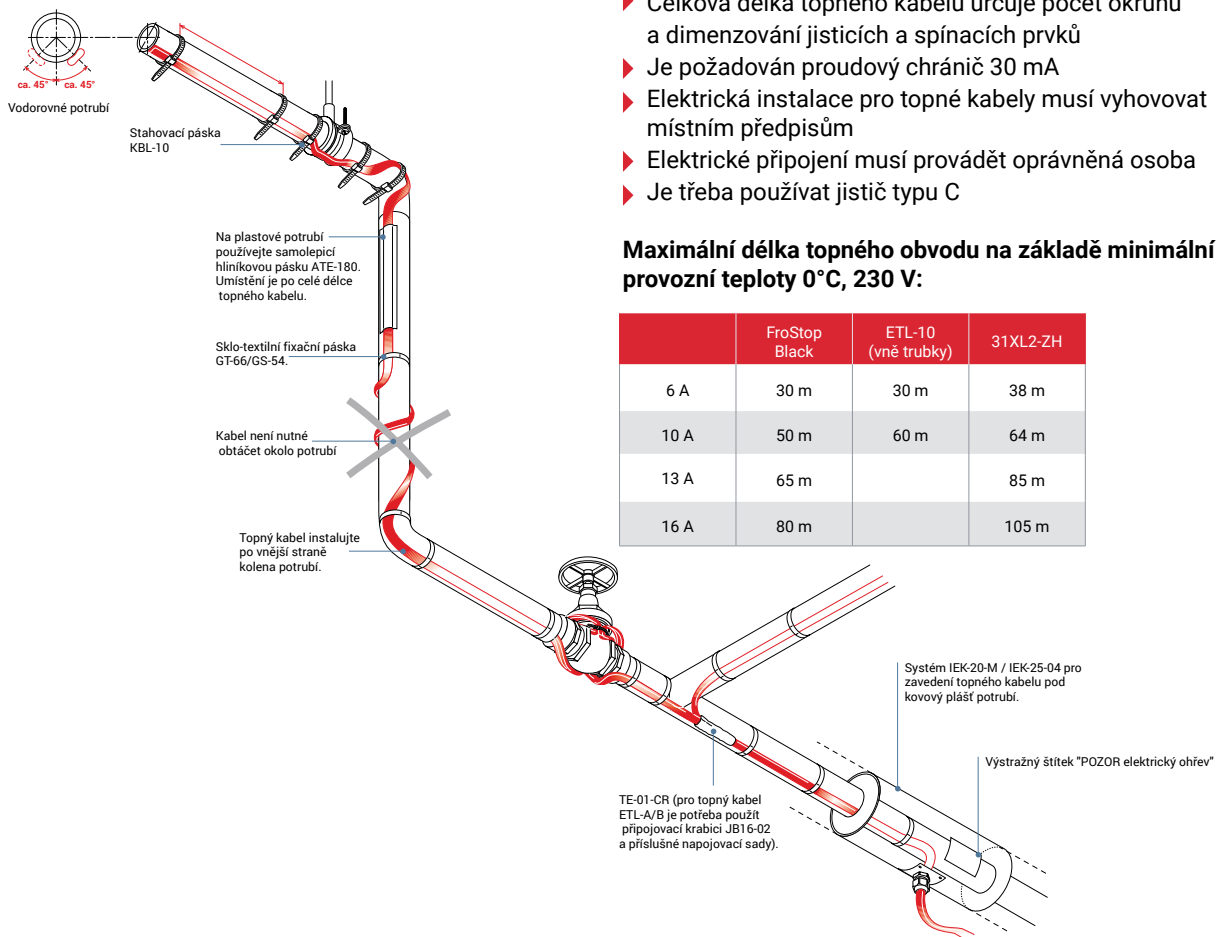 ca. 45°
ca. 45°
Vodorovné potrubí
Stahovací páska
KBL-10
Na plastové potrubí
používejte samolepicí
hliníkovou pásku ATE-180.
Umístění je po celé délce
topného kabelu.
Sklo-textilní fixační páska
GT-66/GS-54.
Kabel není nutné
obtáčet okolo potrubí
Topný kabel instalujte
po vnější straně
kolena potrubí.
Celková délka topného kabelu určuje počet okruhů
a dimenzování jisticích a spínacích prvků
Je požadován proudový chránič 30 mA
Elektrická instalace pro topné kabely musí vyhovovat
místním předpisům
Elektrické připojení musí provádět oprávněná osoba
Je třeba používat jistič typu C
Maximální délka topného obvodu na základě minimální
provozní teploty 0°C, 230 V:
FroStop
Black
ETL-10
(vně trubky)
31XL2-ZH
6 A 30 m 30 m 38 m
10 A 50 m 60 m 64 m
13 A 65 m 85 m
16 A 80 m 105 m
Systém IEK-20-M / IEK-25-04 pro
zavedení topného kabelu pod
kovový plášť potrubí.
Výstražný štítek "POZOR elektrický ohřev"
TE-01-CR (pro topný kabel
ETL-A/B je potřeba použít
připojovací krabici JB16-02
a příslušné napojovací sady).